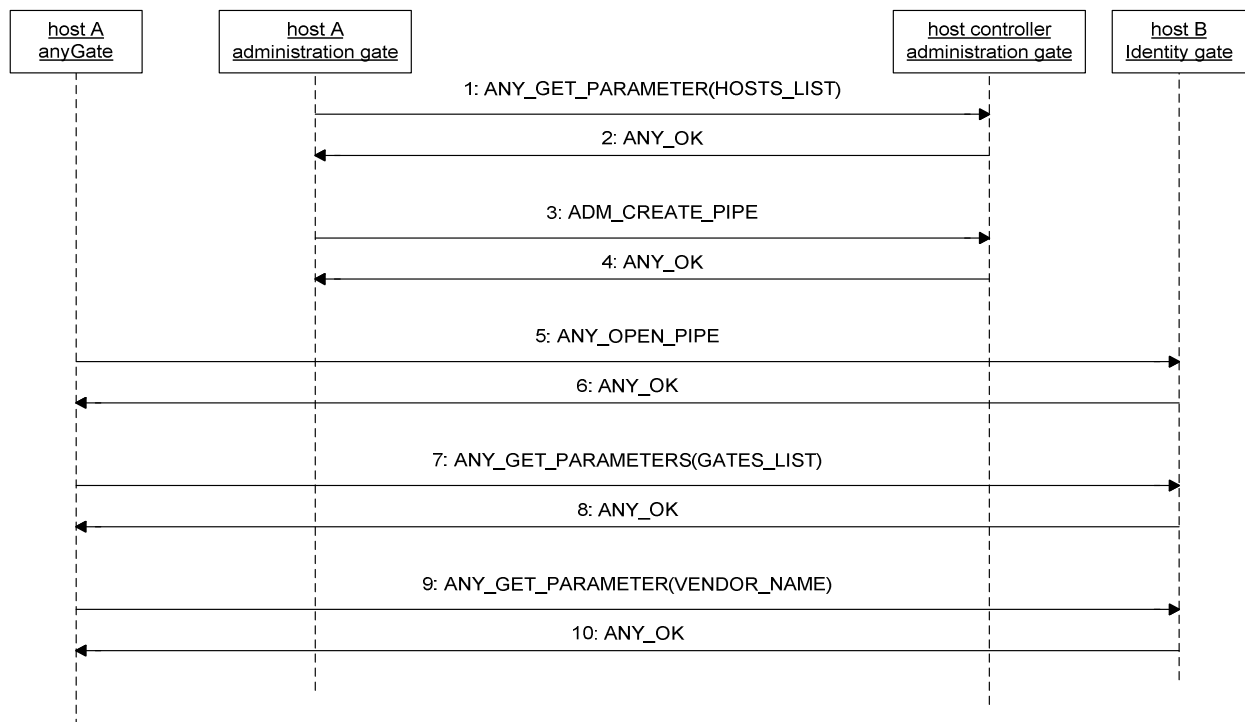 host A
anyGate
host A
administration gate
host controller
administration gate
host B
Identity gate
1: ANY_GET_PARAMETER(HOSTS_LIST)
2: ANY_OK
3: ADM_CREATE_PIPE
4: ANY_OK
5: ANY_OPEN_PIPE
6: ANY_OK
7: ANY_GET_PARAMETERS(GATES_LIST)
8: ANY_OK
9: ANY_GET_PARAMETER(VENDOR_NAME)
10: ANY_OK